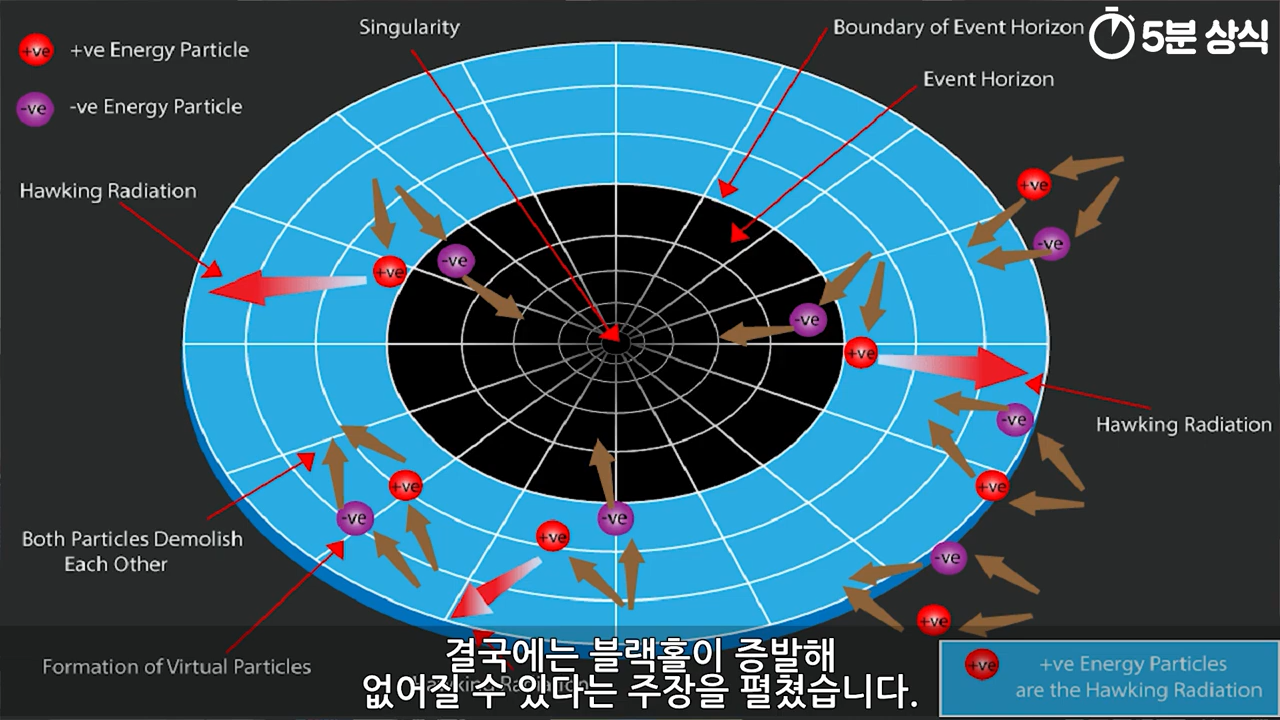 Singularity
Boundary of Event Horizon
5분 상식
+ve
+ve Energy Particle
Event Horizon
-ve
-ve Energy Particle
Hawking Radiation
+ve
-ve
+ve
-ve
-ve
+ve
Hawking Radiation
-ve
+ve
+ve
-ve
-ve
+ve
Both Particles Demolish
Each Other
-ve
+ve
Formation of Virtual Particles
Hawking Radiation
결국에는 블랙홀이 증발해
없어질 수 있다는 주장을 펼쳤습니다.
+ve
+ve Energy Particles
are the Hawking Radiation